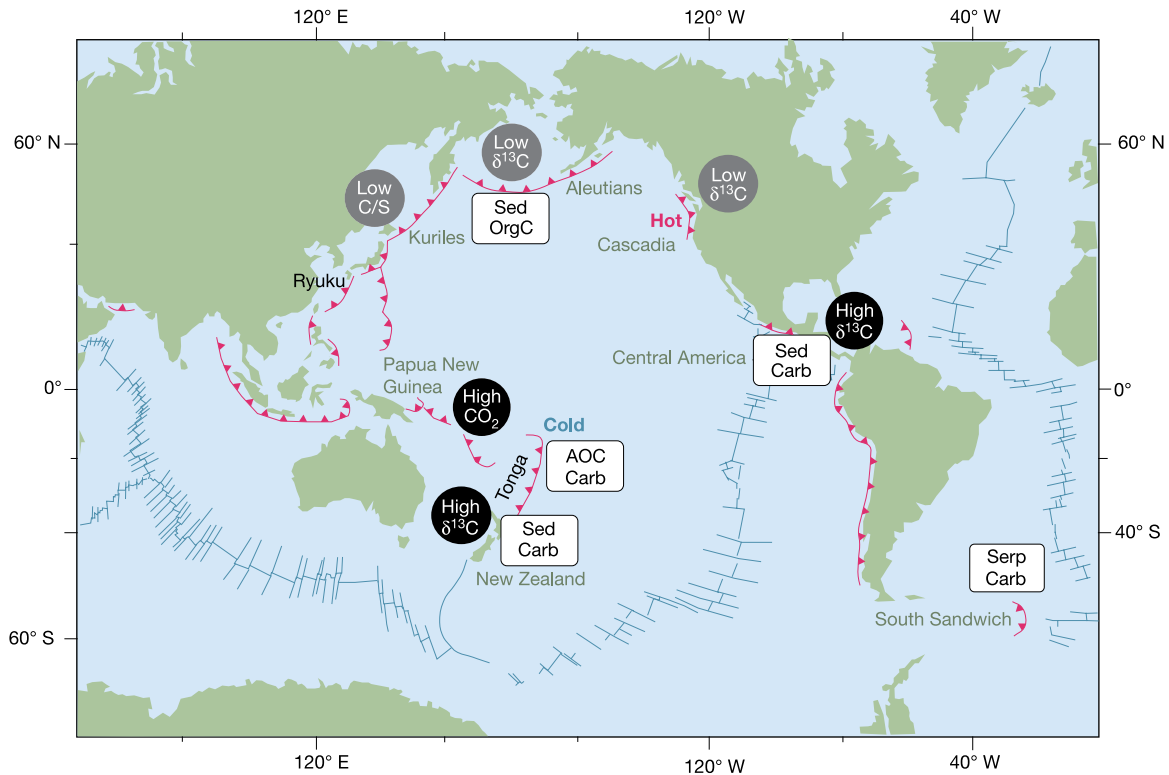 120° E
120° W
40° W
60° N
60° N
Low
δ¹³C
Low
δ¹³C
Low
C/S
Aleutians
Sed
OrgC
Hot
Kuriles
Cascadia
Ryuku
High
δ¹³C
Central America
Sed
Carb
Papua New
Guinea
0°
0°
High
CO₂
Cold
AOC
Carb
Tonga
High
δ¹³C
Sed
Carb
40° S
Serp
Carb
New Zealand
South Sandwich
60° S
120° E
120° W
40° W